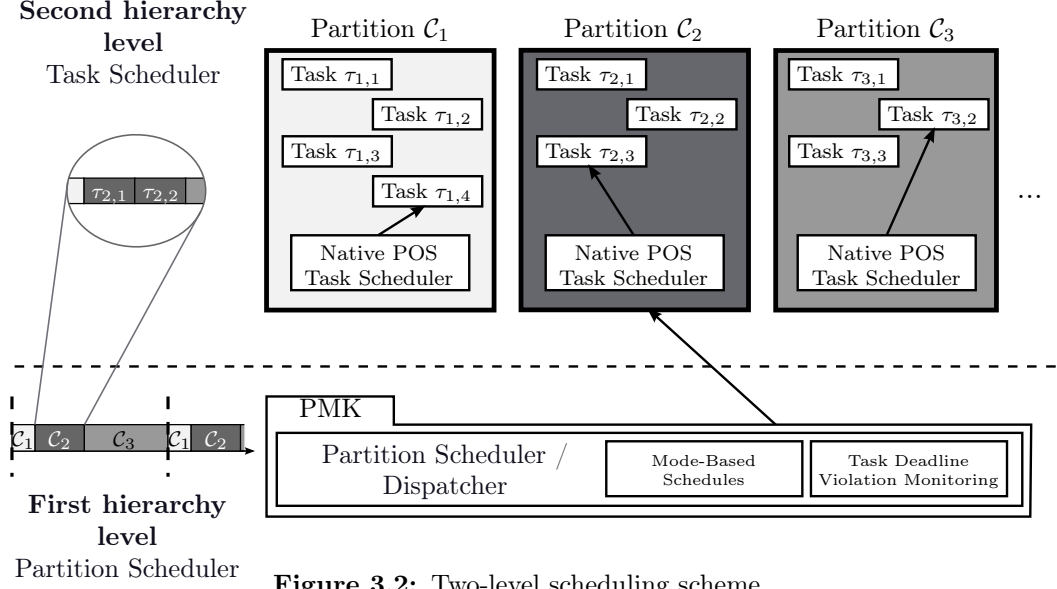 Second hierarchy
level
Task Scheduler
Partition 𝒞₁
Task τ₁,₁
Task τ₁,₂
Task τ₁,₃
Task τ₁,₄
Native POS
Task Scheduler
Partition 𝒞₂
Task τ₂,₁
Task τ₂,₂
Task τ₂,₃
Native POS
Task Scheduler
Partition 𝒞₃
Task τ₃,₁
Task τ₃,₂
Task τ₃,₃
Native POS
Task Scheduler
...
τ₂,₁ τ₂,₂
𝒞₁ 𝒞₂ 𝒞₃ 𝒞₁ 𝒞₂
First hierarchy
level
Partition Scheduler
PMK
Partition Scheduler /
Dispatcher
Mode-Based
Schedules
Task Deadline
Violation Monitoring
Figure 3.2: Two-level scheduling scheme